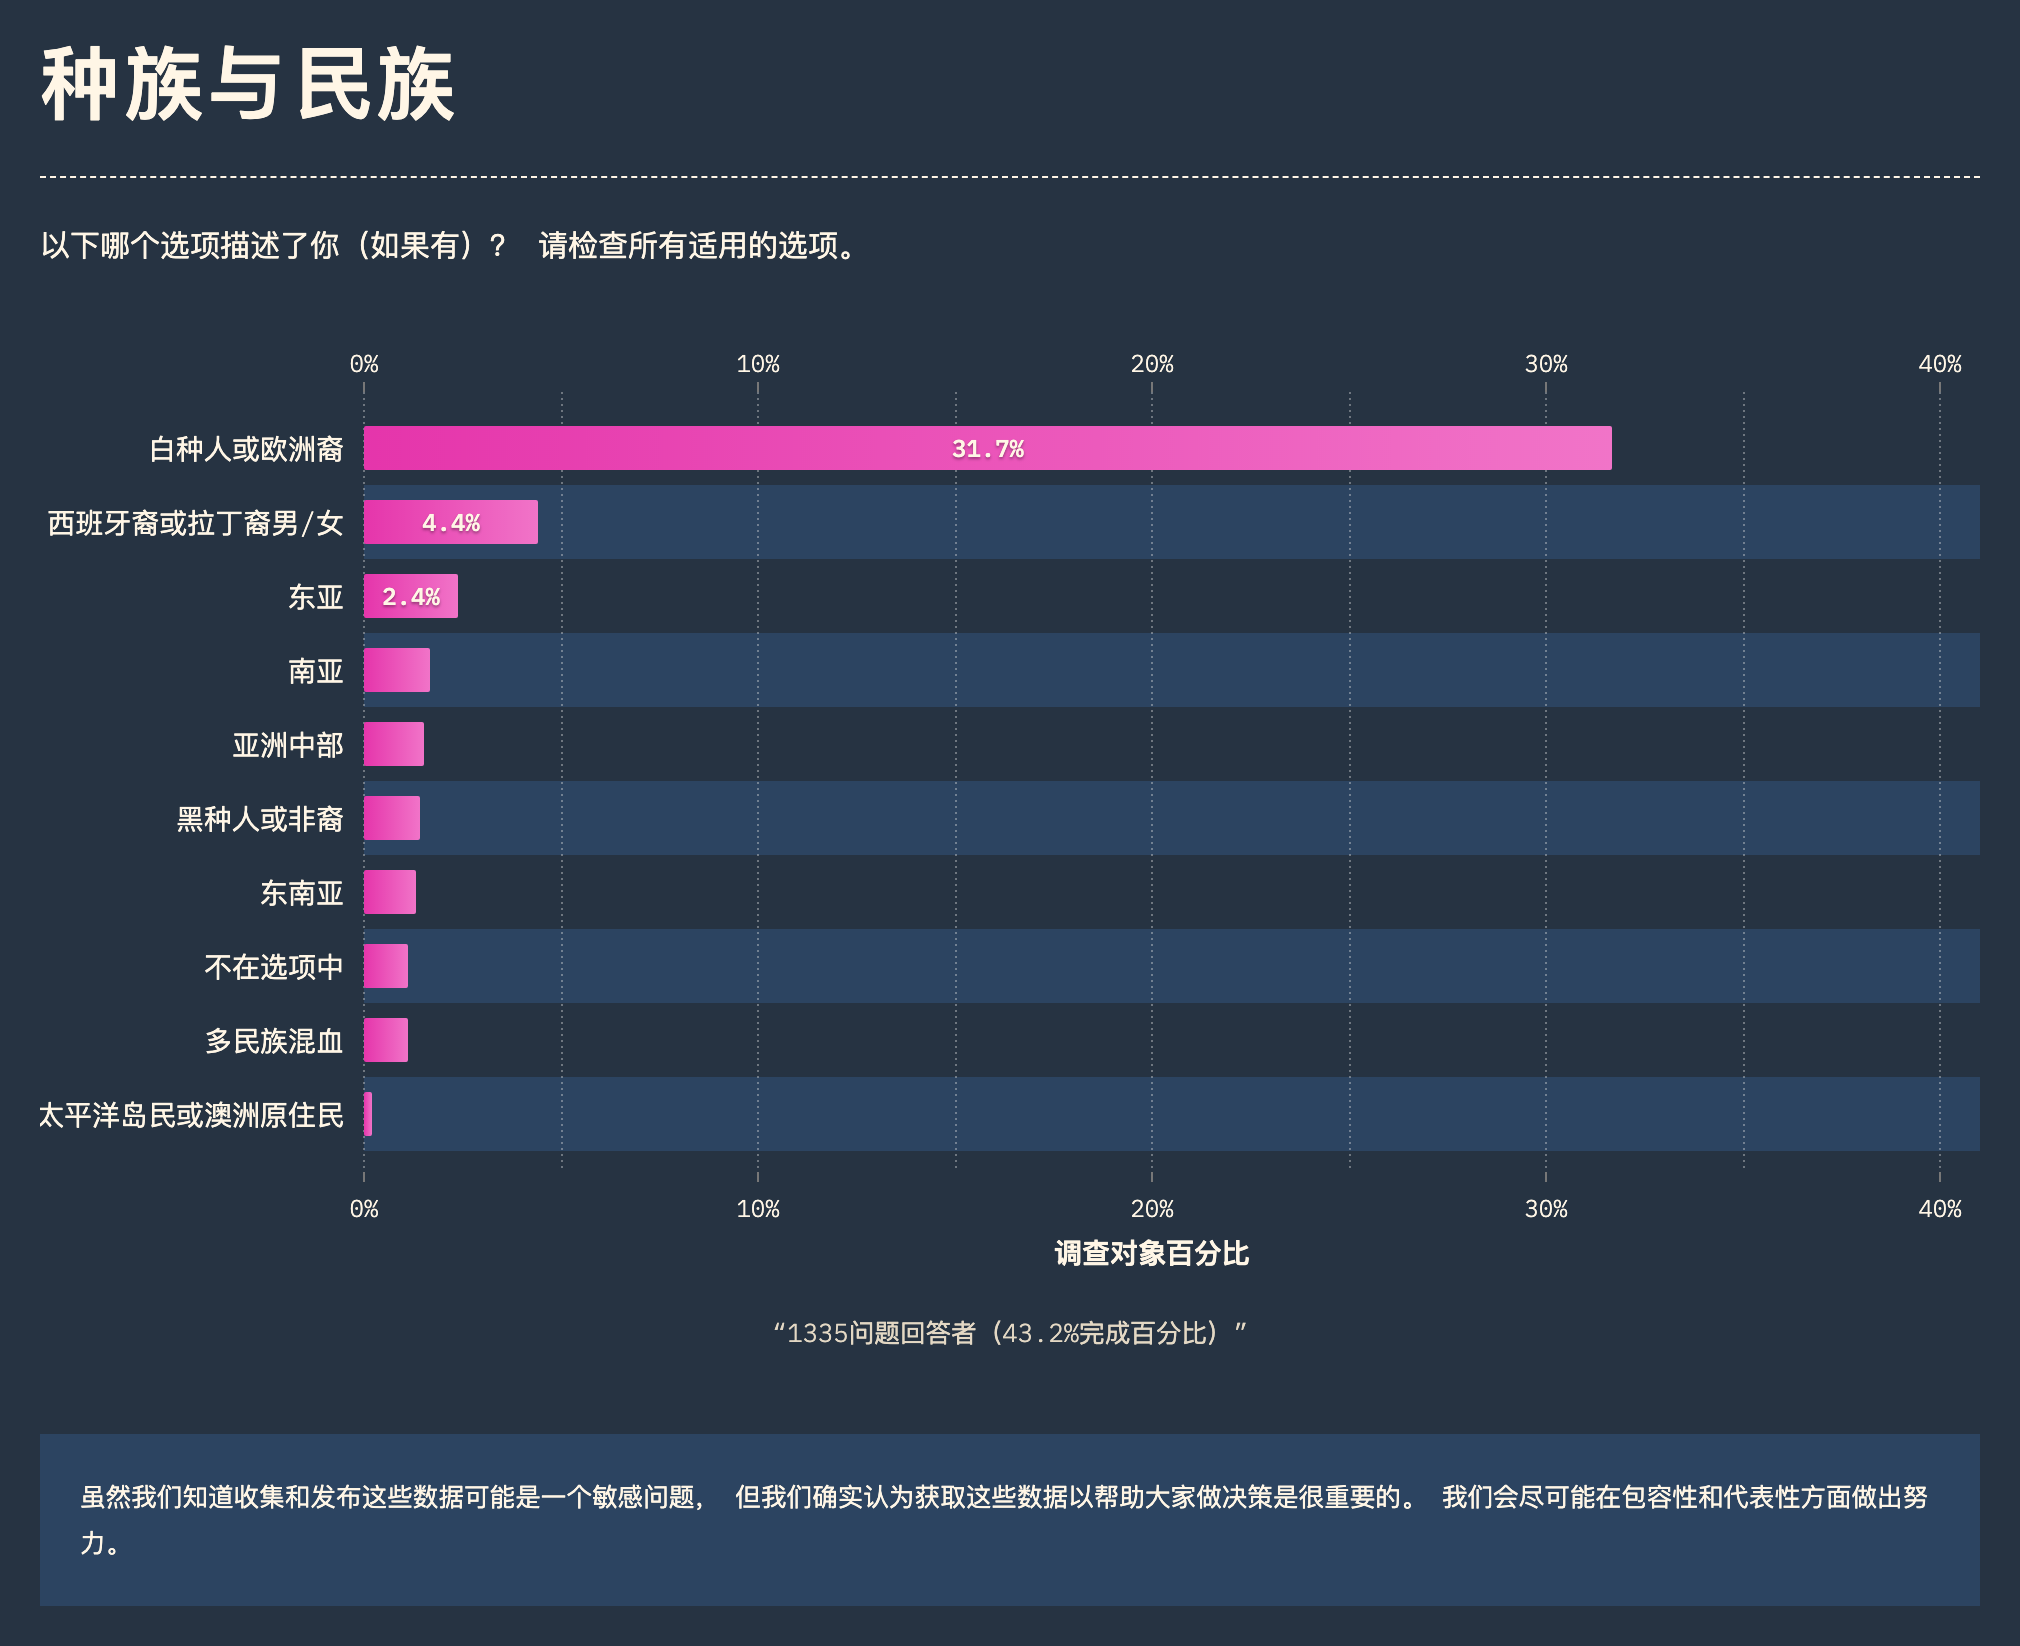 种族与民族
以下哪个选项描述了你（如果有）? 请检查所有适用的选项。
0% 10% 20% 30% 40%
白种人或欧洲裔 31.7%
西班牙裔或拉丁裔男/女 4.4%
东亚 2.4%
南亚
亚洲中部
黑种人或非裔
东南亚
不在选项中
多民族混血
太平洋岛民或澳洲原住民
0% 10% 20% 30% 40%
调查对象百分比
“1335问题回答者（43.2%完成百分比）”
虽然我们知道收集和发布这些数据可能是一个敏感问题, 但我们确实认为获取这些数据以帮助大家做决策是很重要的。 我们会尽可能在包容性和代表性方面做出努
力。